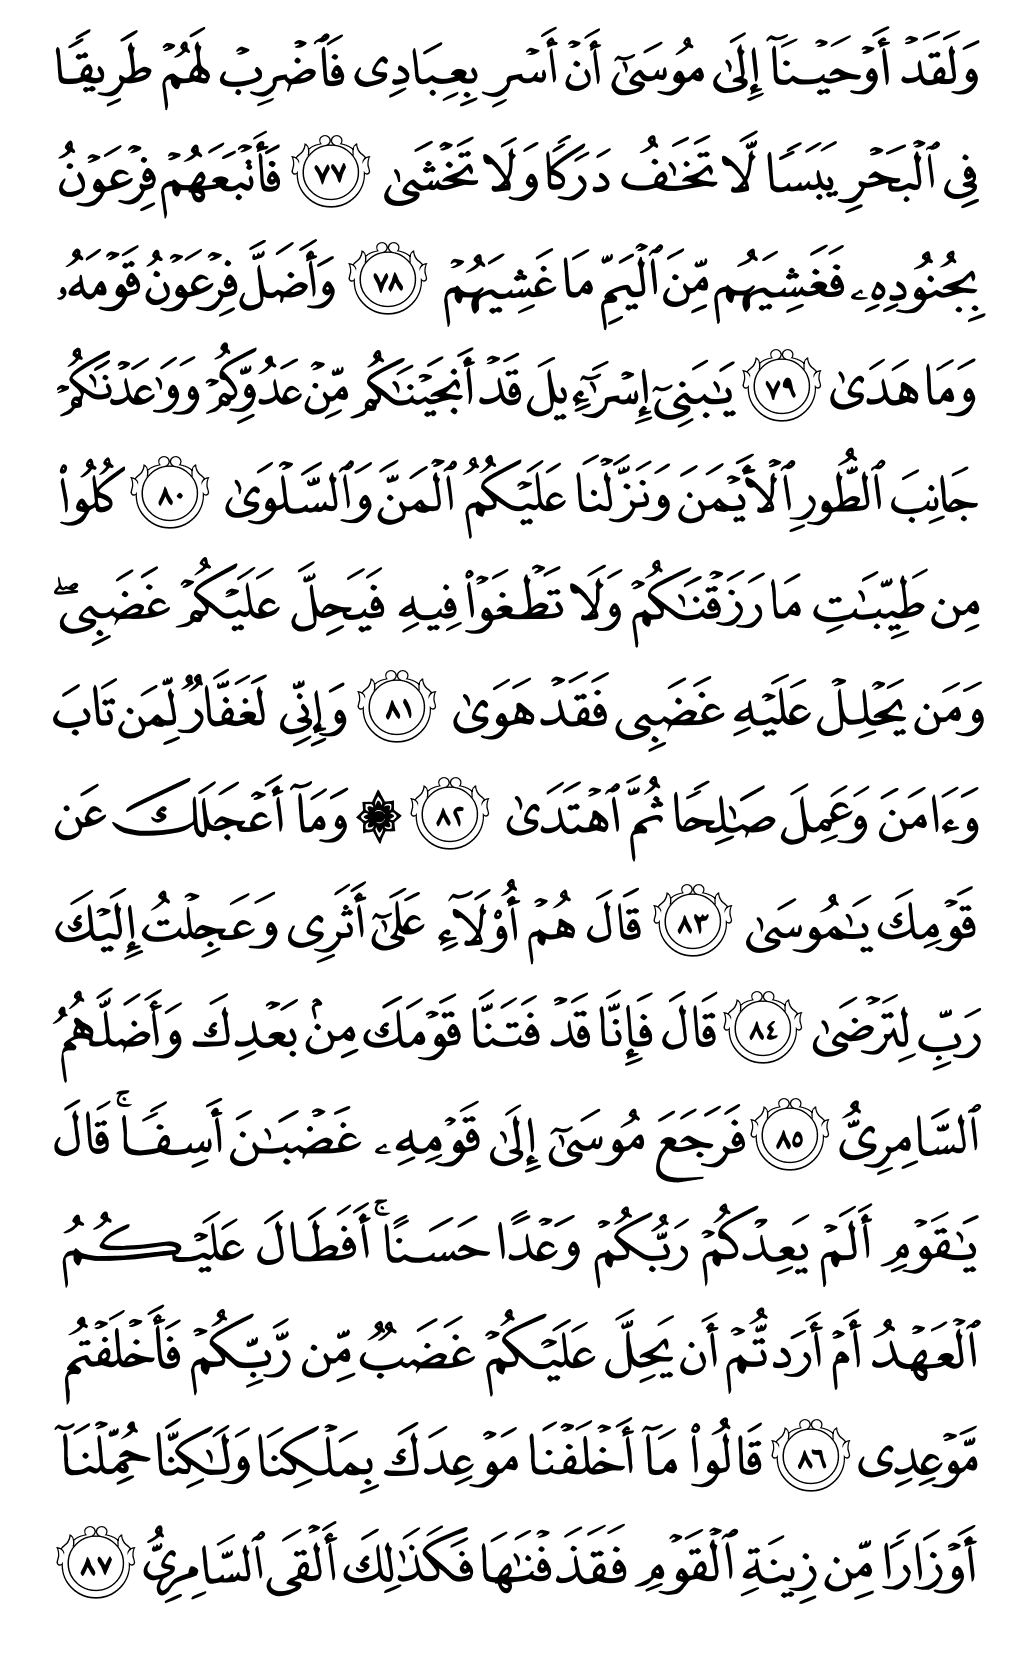 وَلَقَدۡ أَوۡحَيۡنَآ إِلَىٰ مُوسَىٰٓ أَنۡ أَسۡرِ بِعِبَادِي فَٱضۡرِبۡ لَهُمۡ طَرِيقٗا
فِي ٱلۡبَحۡرِ يَبَسٗا لَّا تَخَٰفُ دَرَكٗا وَلَا تَخۡشَىٰ ٧٧ فَأَتۡبَعَهُمۡ فِرۡعَوۡنُ
بِجُنُودِهِۦ فَغَشِيَهُم مِّنَ ٱلۡيَمِّ مَا غَشِيَهُمۡ ٧٨ وَأَضَلَّ فِرۡعَوۡنُ قَوۡمَهُۥ
وَمَا هَدَىٰ ٧٩ يَٰبَنِيٓ إِسۡرَٰٓءِيلَ قَدۡ أَنجَيۡنَٰكُم مِّنۡ عَدُوِّكُمۡ وَوَٰعَدۡنَٰكُمۡ
جَانِبَ ٱلطُّورِ ٱلۡأَيۡمَنَ وَنَزَّلۡنَا عَلَيۡكُمُ ٱلۡمَنَّ وَٱلسَّلۡوَىٰ ٨٠ كُلُواْ
مِن طَيِّبَٰتِ مَا رَزَقۡنَٰكُمۡ وَلَا تَطۡغَوۡاْ فِيهِ فَيَحِلَّ عَلَيۡكُمۡ غَضَبِيۖ
وَمَن يَحۡلِلۡ عَلَيۡهِ غَضَبِي فَقَدۡ هَوَىٰ ٨١ وَإِنِّي لَغَفَّارٞ لِّمَن تَابَ
وَءَامَنَ وَعَمِلَ صَٰلِحٗا ثُمَّ ٱهۡتَدَىٰ ٨٢ ۞ وَمَآ أَعۡجَلَكَ عَن
قَوۡمِكَ يَٰمُوسَىٰ ٨٣ قَالَ هُمۡ أُوْلَآءِ عَلَىٰٓ أَثَرِي وَعَجِلۡتُ إِلَيۡكَ
رَبِّ لِتَرۡضَىٰ ٨٤ قَالَ فَإِنَّا قَدۡ فَتَنَّا قَوۡمَكَ مِنۢ بَعۡدِكَ وَأَضَلَّهُمُ
ٱلسَّامِرِيُّ ٨٥ فَرَجَعَ مُوسَىٰٓ إِلَىٰ قَوۡمِهِۦ غَضۡبَٰنَ أَسِفٗاۚ قَالَ
يَٰقَوۡمِ أَلَمۡ يَعِدۡكُمۡ رَبُّكُمۡ وَعۡدًا حَسَنًاۚ أَفَطَالَ عَلَيۡكُمُ
ٱلۡعَهۡدُ أَمۡ أَرَدتُّمۡ أَن يَحِلَّ عَلَيۡكُمۡ غَضَبٞ مِّن رَّبِّكُمۡ فَأَخۡلَفۡتُم
مَّوۡعِدِي ٨٦ قَالُواْ مَآ أَخۡلَفۡنَا مَوۡعِدَكَ بِمَلۡكِنَا وَلَٰكِنَّا حُمِّلۡنَآ
أَوۡزَارٗا مِّن زِينَةِ ٱلۡقَوۡمِ فَقَذَفۡنَٰهَا فَكَذَٰلِكَ أَلۡقَى ٱلسَّامِرِيُّ ٨٧